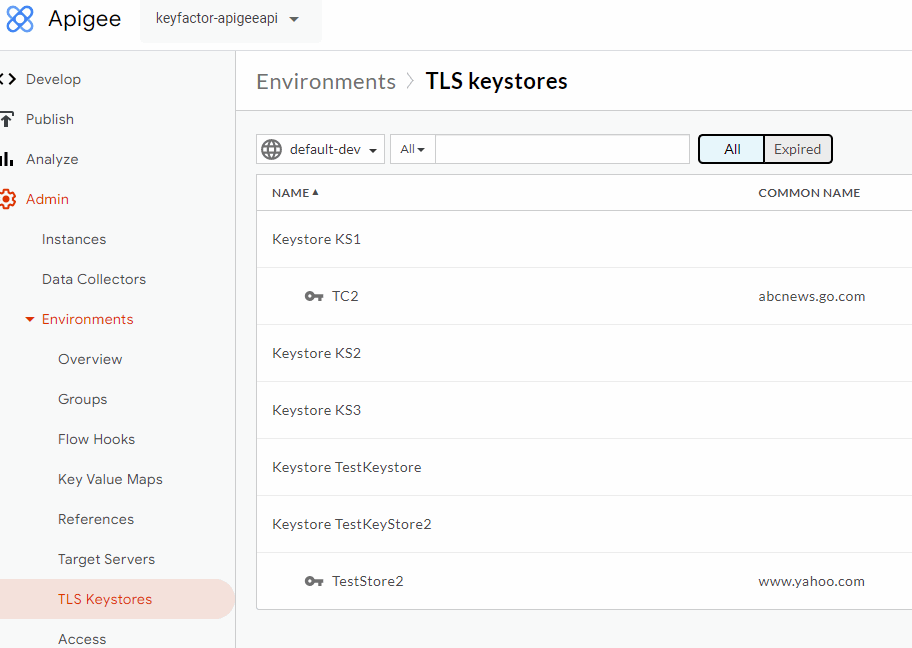 Apigee
keyfactor-apigeeapi
Develop
Publish
Analyze
Admin
Instances
Data Collectors
Environments
Overview
Groups
Flow Hooks
Key Value Maps
References
Target Servers
TLS Keystores
Access
Environments TLS keystores
default-dev All All Expired
NAME COMMON NAME
Keystore KS1
TC2 abcnews.go.com
Keystore KS2
Keystore KS3
Keystore TestKeystore
Keystore TestKeyStore2
TestStore2 www.yahoo.com